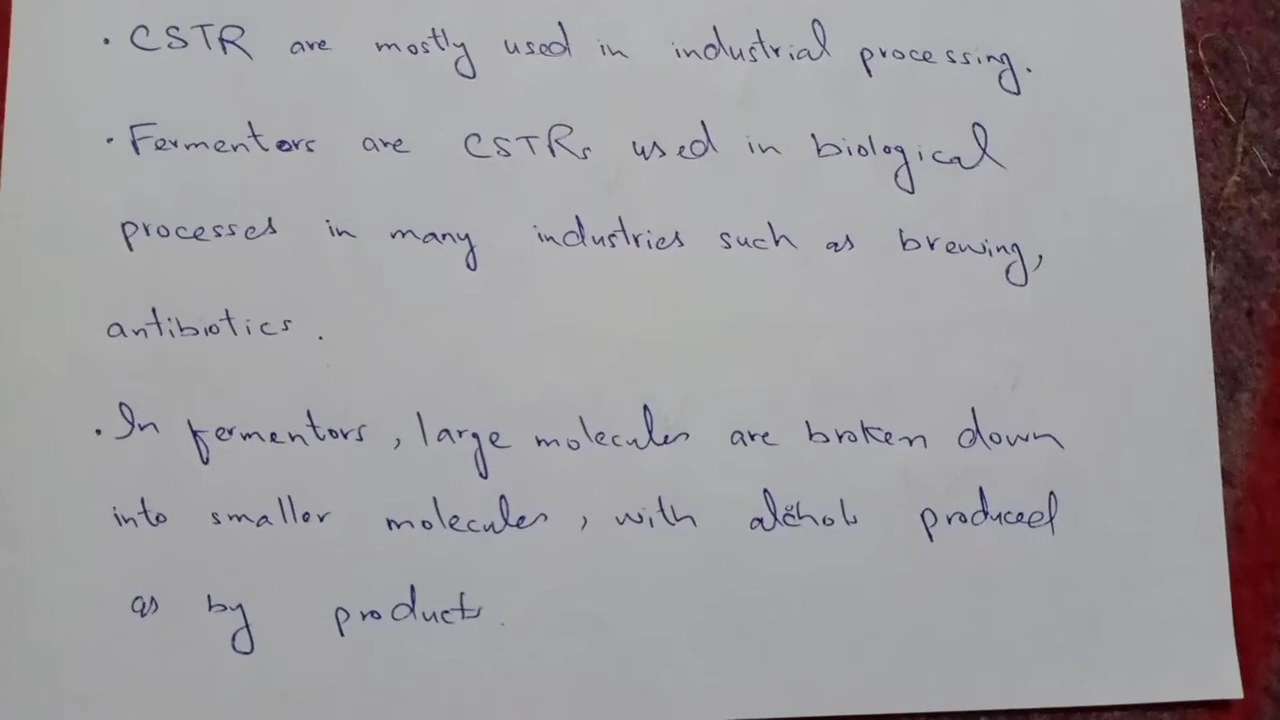 · CSTR are mostly used in industrial processing.
· Fermentors are CSTRs used in biological
processes in many industries such as brewing,
antibiotics.
· In fermentors, large molecules are broken down
into smaller molecules, with alcohol produced
as by products.